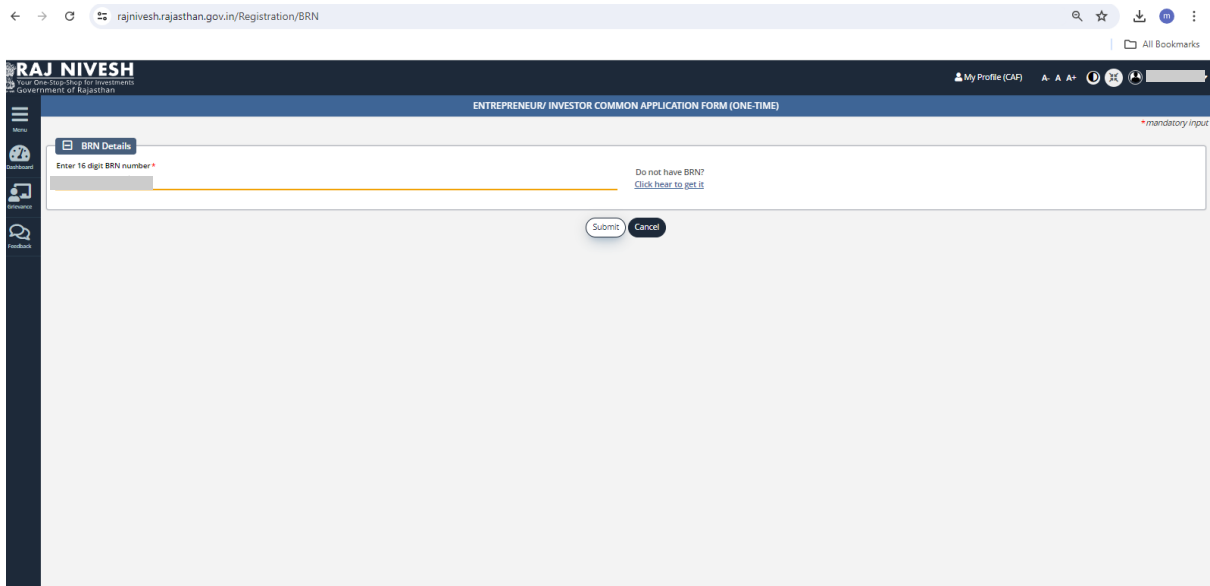 rajnivesh.rajasthan.gov.in/Registration/BRN
m
All Bookmarks
RAJ NIVESH
Your One-Stop-Shop for Investments
Government of Rajasthan
My Profile (CAF) A- A A+
Menu
ENTREPRENEUR/ INVESTOR COMMON APPLICATION FORM (ONE-TIME)
*mandatory input
Dashboard
Grievance
Feedback
BRN Details
Enter 16 digit BRN number*
Do not have BRN?
Click hear to get it
Submit Cancel